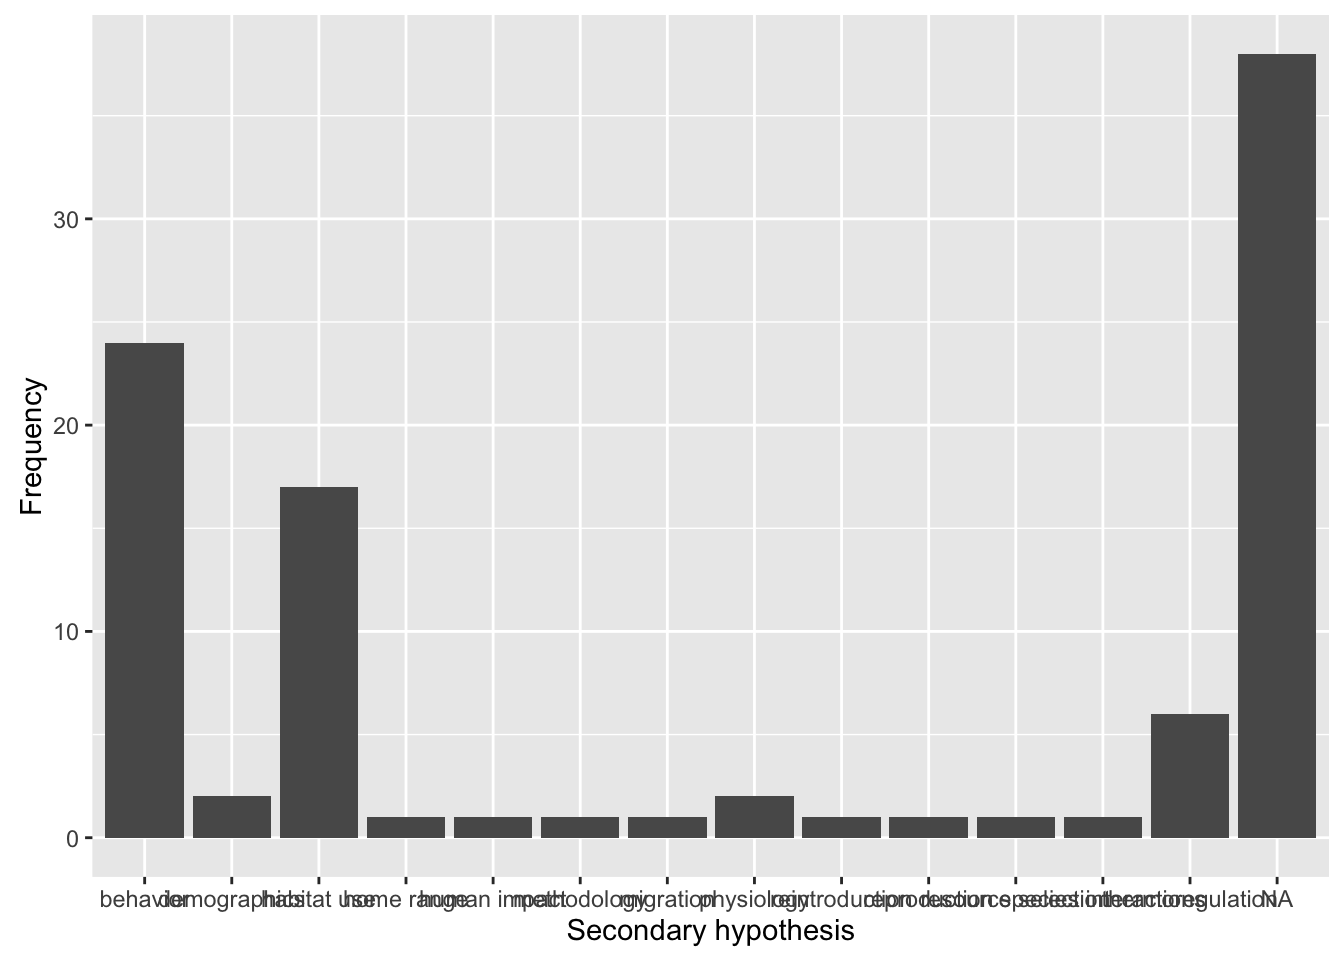 30
20
10
0
Frequency
behavior demographics habitat use home range human impact methodology migration physiology reintroduction reproduction resource selection species interactions thermoregulation NA
Secondary hypothesis